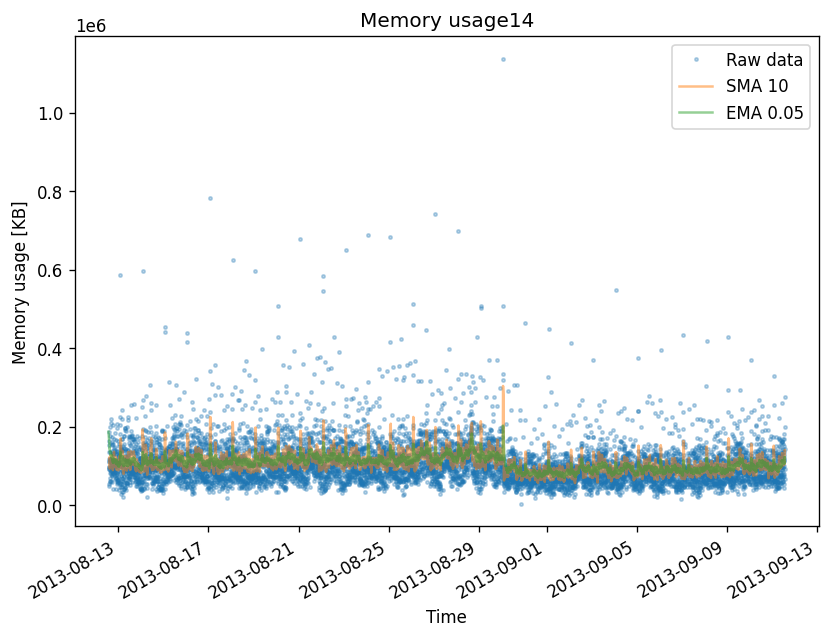 Memory usage14
1e6
Raw data
SMA 10
EMA 0.05
1.0
0.8
0.6
0.4
0.2
0.0
Memory usage [KB]
2013-08-13
2013-08-17
2013-08-21
2013-08-25
2013-08-29
2013-09-01
2013-09-05
2013-09-09
2013-09-13
Time